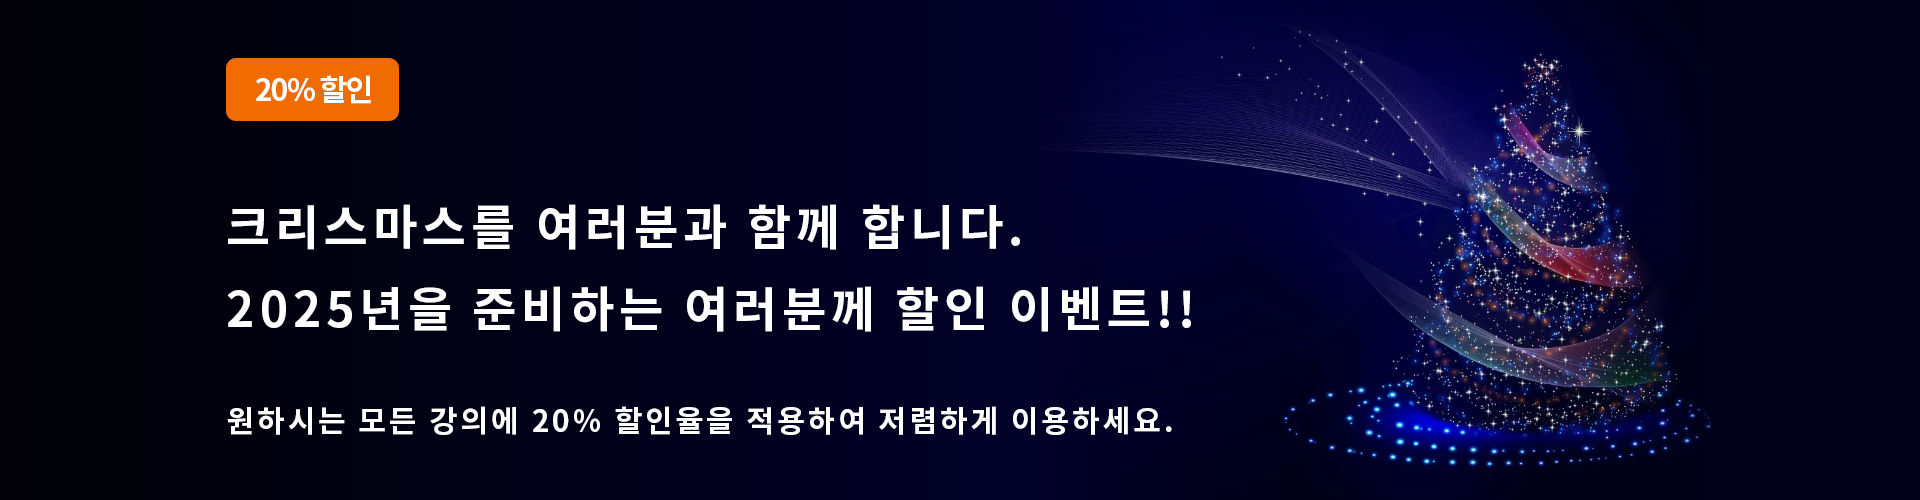 20% 할인
크리스마스를 여러분과 함께 합니다.
2025년을 준비하는 여러분께 할인 이벤트!!
원하시는 모든 강의에 20% 할인율을 적용하여 저렴하게 이용하세요.